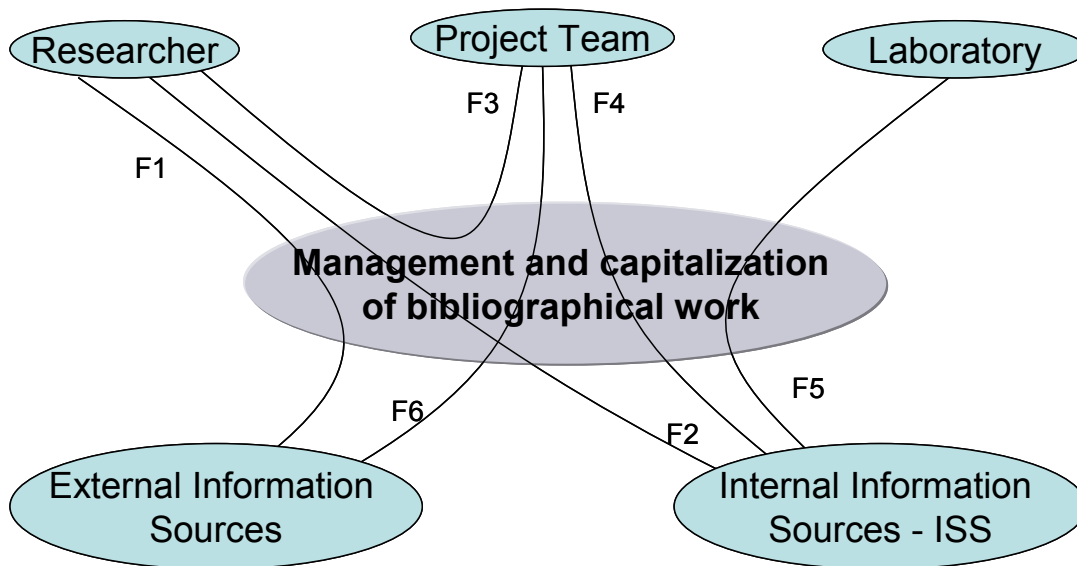 Researcher
Project Team
Laboratory
F3
F4
F1
Management and capitalization
of bibliographical work
F5
F6
F2
External Information
Sources
Internal Information
Sources - ISS